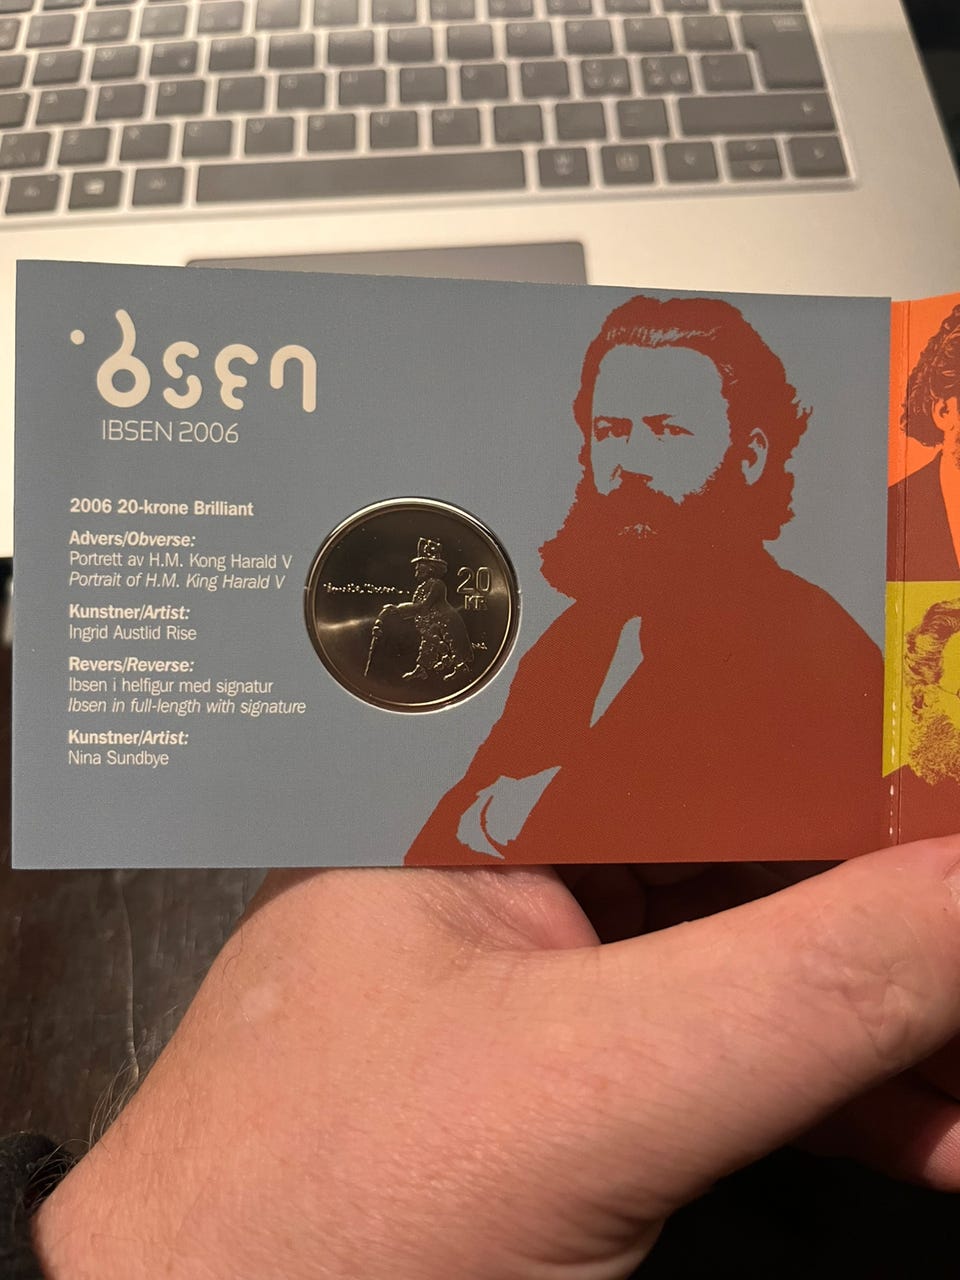 ibsen
IBSEN 2006
2006 20-krone Brilliant
Advers/Obverse:
Portrett av H.M. Kong Harald V
Portrait of H.M. King Harald V
Kunstner/Artist:
Ingrid Austlid Rise
Revers/Reverse:
Ibsen i helfigur med signatur
Ibsen in full-length with signature
Kunstner/Artist:
Nina Sundbye
20
KR